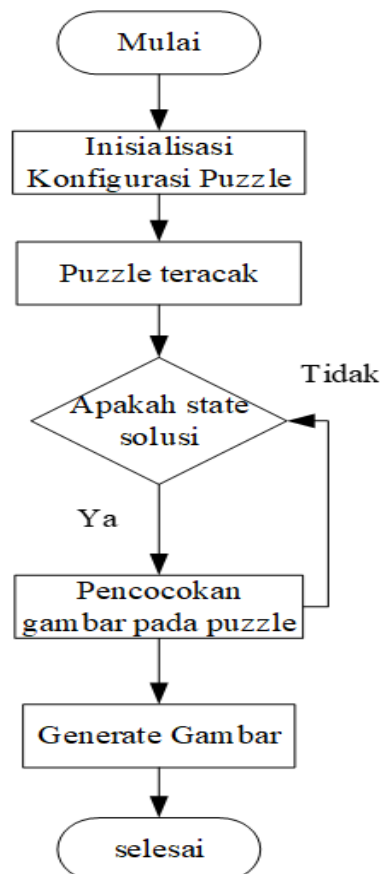 Mulai
Inisialisasi
Konfigurasi Puzzle
Puzzle teracak
Tidak
Apakah state
solusi
Ya
Pencocokan
gambar pada puzzle
Generate Gambar
selesai